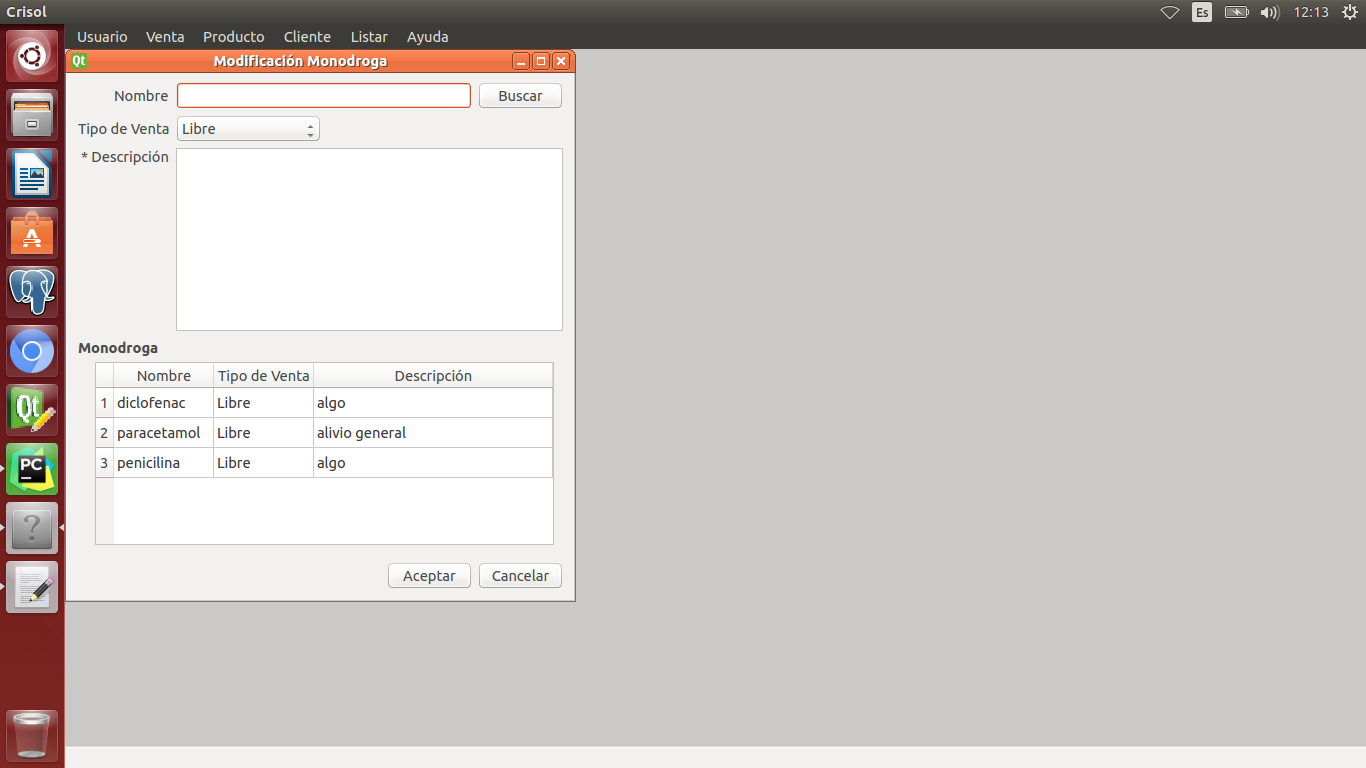 Crisol
Es
12:13
Usuario Venta Producto Cliente Listar Ayuda
Qt Modificación Monodroga
Nombre Buscar
Tipo de Venta Libre
* Descripción
Monodroga
Nombre Tipo de Venta Descripción
1 diclofenac Libre algo
2 paracetamol Libre alivio general
3 penicilina Libre algo
Aceptar Cancelar
A
Qt
PC
?